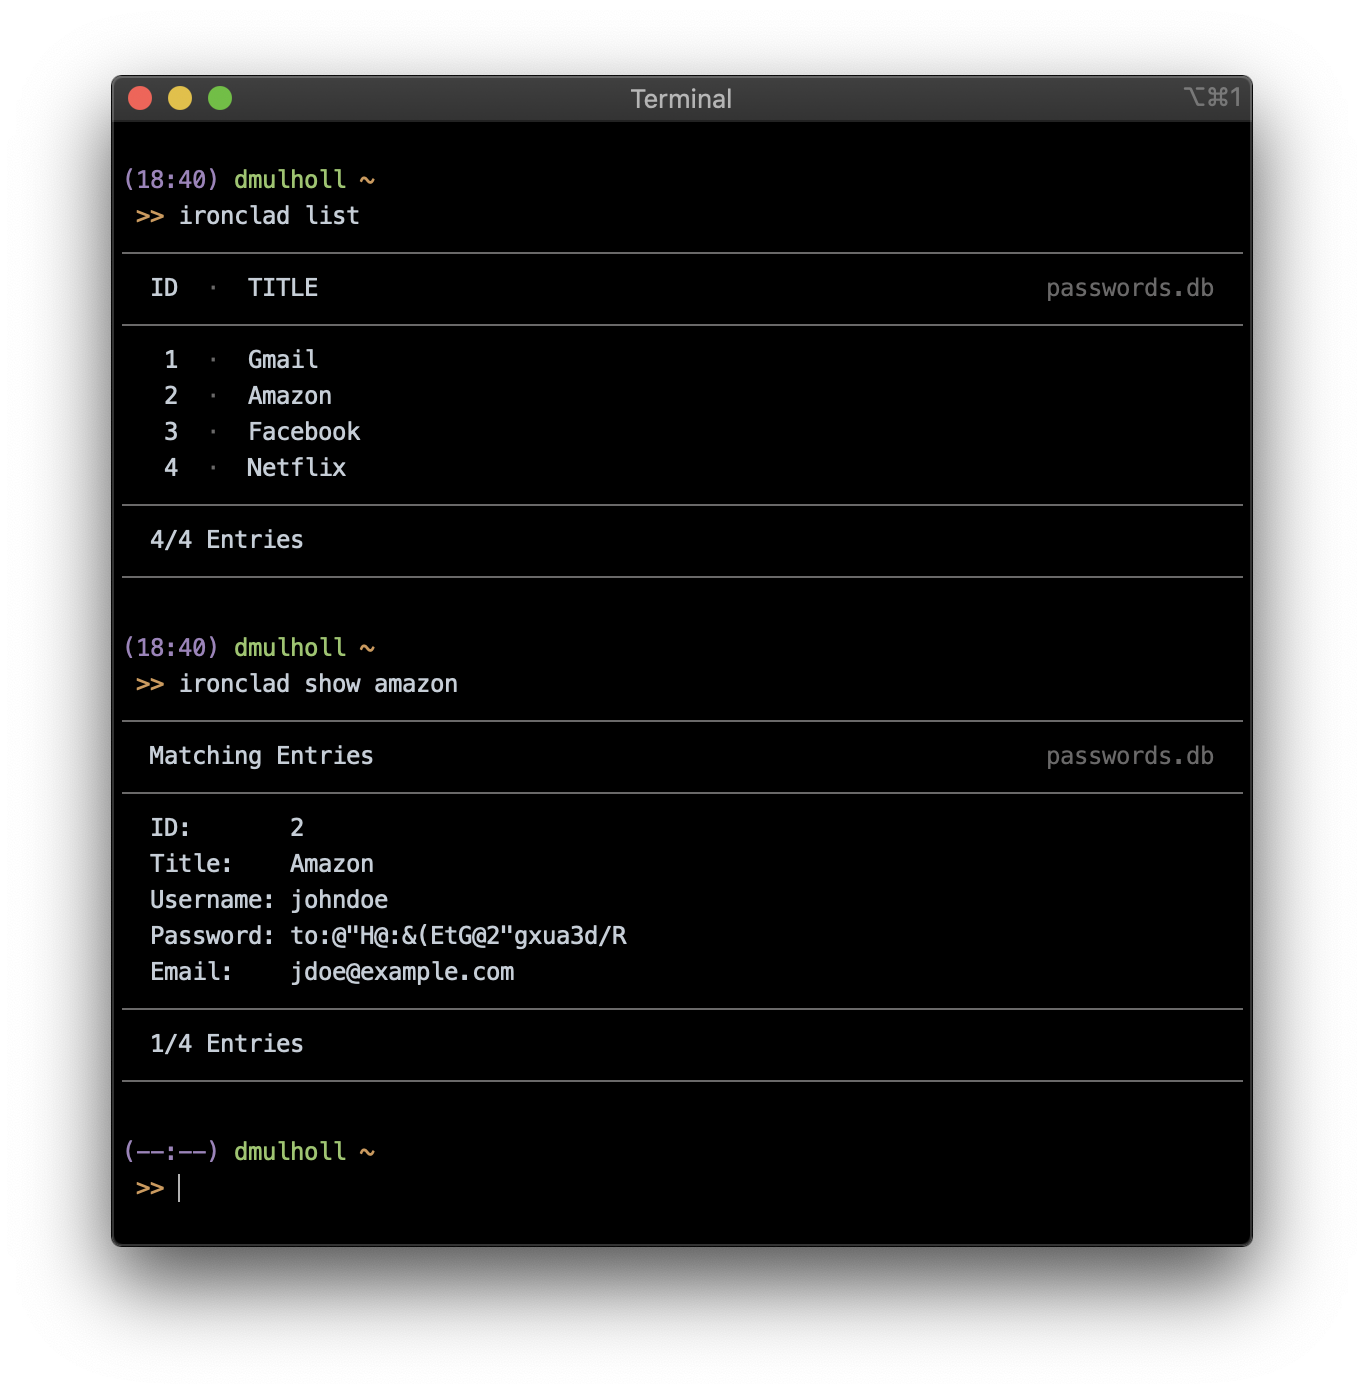 Terminal ⌥⌘1
(18:40) dmulholl ~
>> ironclad list
ID · TITLE passwords.db
1 · Gmail
2 · Amazon
3 · Facebook
4 · Netflix
4/4 Entries
(18:40) dmulholl ~
>> ironclad show amazon
Matching Entries passwords.db
ID: 2
Title: Amazon
Username: johndoe
Password: to:@"H@:&(EtG@2"gxua3d/R
Email: jdoe@example.com
1/4 Entries
(--:--) dmulholl ~
>>